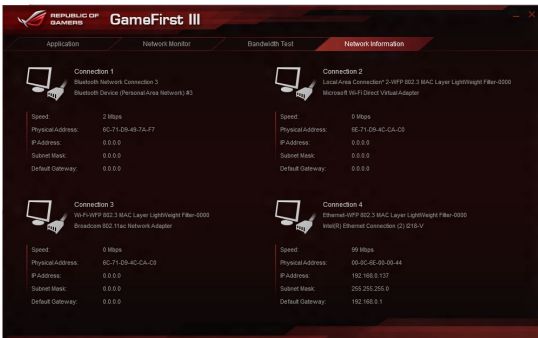 REPUBLIC OF
GAMERS
GameFirst III
Application
Network Monitor
Bandwidth Test
Network Information
Connection 1
Bluetooth Network Connection 3
Bluetooth Device (Personal Area Network) #3
Speed: 2 Mbps
Physical Address: 6C-71-D9-49-7A-F7
IP Address: 0.0.0.0
Subnet Mask: 0.0.0.0
Default Gateway: 0.0.0.0
Connection 2
Local Area Connection* 2-WFP 802.3 MAC Layer LightWeight Filter-0000
Microsoft Wi-Fi Direct Virtual Adapter
Speed: 0 Mbps
Physical Address: 6E-71-D9-4C-CA-C0
IP Address: 0.0.0.0
Subnet Mask: 0.0.0.0
Default Gateway: 0.0.0.0
Connection 3
Wi-Fi-WFP 802.3 MAC Layer LightWeight Filter-0000
Broadcom 802.11ac Network Adapter
Speed: 0 Mbps
Physical Address: 6C-71-D9-4C-CA-C0
IP Address: 0.0.0.0
Subnet Mask: 0.0.0.0
Default Gateway: 0.0.0.0
Connection 4
Ethernet-WFP 802.3 MAC Layer LightWeight Filter-0000
Intel(R) Ethernet Connection (2) I218-V
Speed: 99 Mbps
Physical Address: 00-0C-6E-00-00-44
IP Address: 192.168.0.137
Subnet Mask: 255.255.255.0
Default Gateway: 192.168.0.1